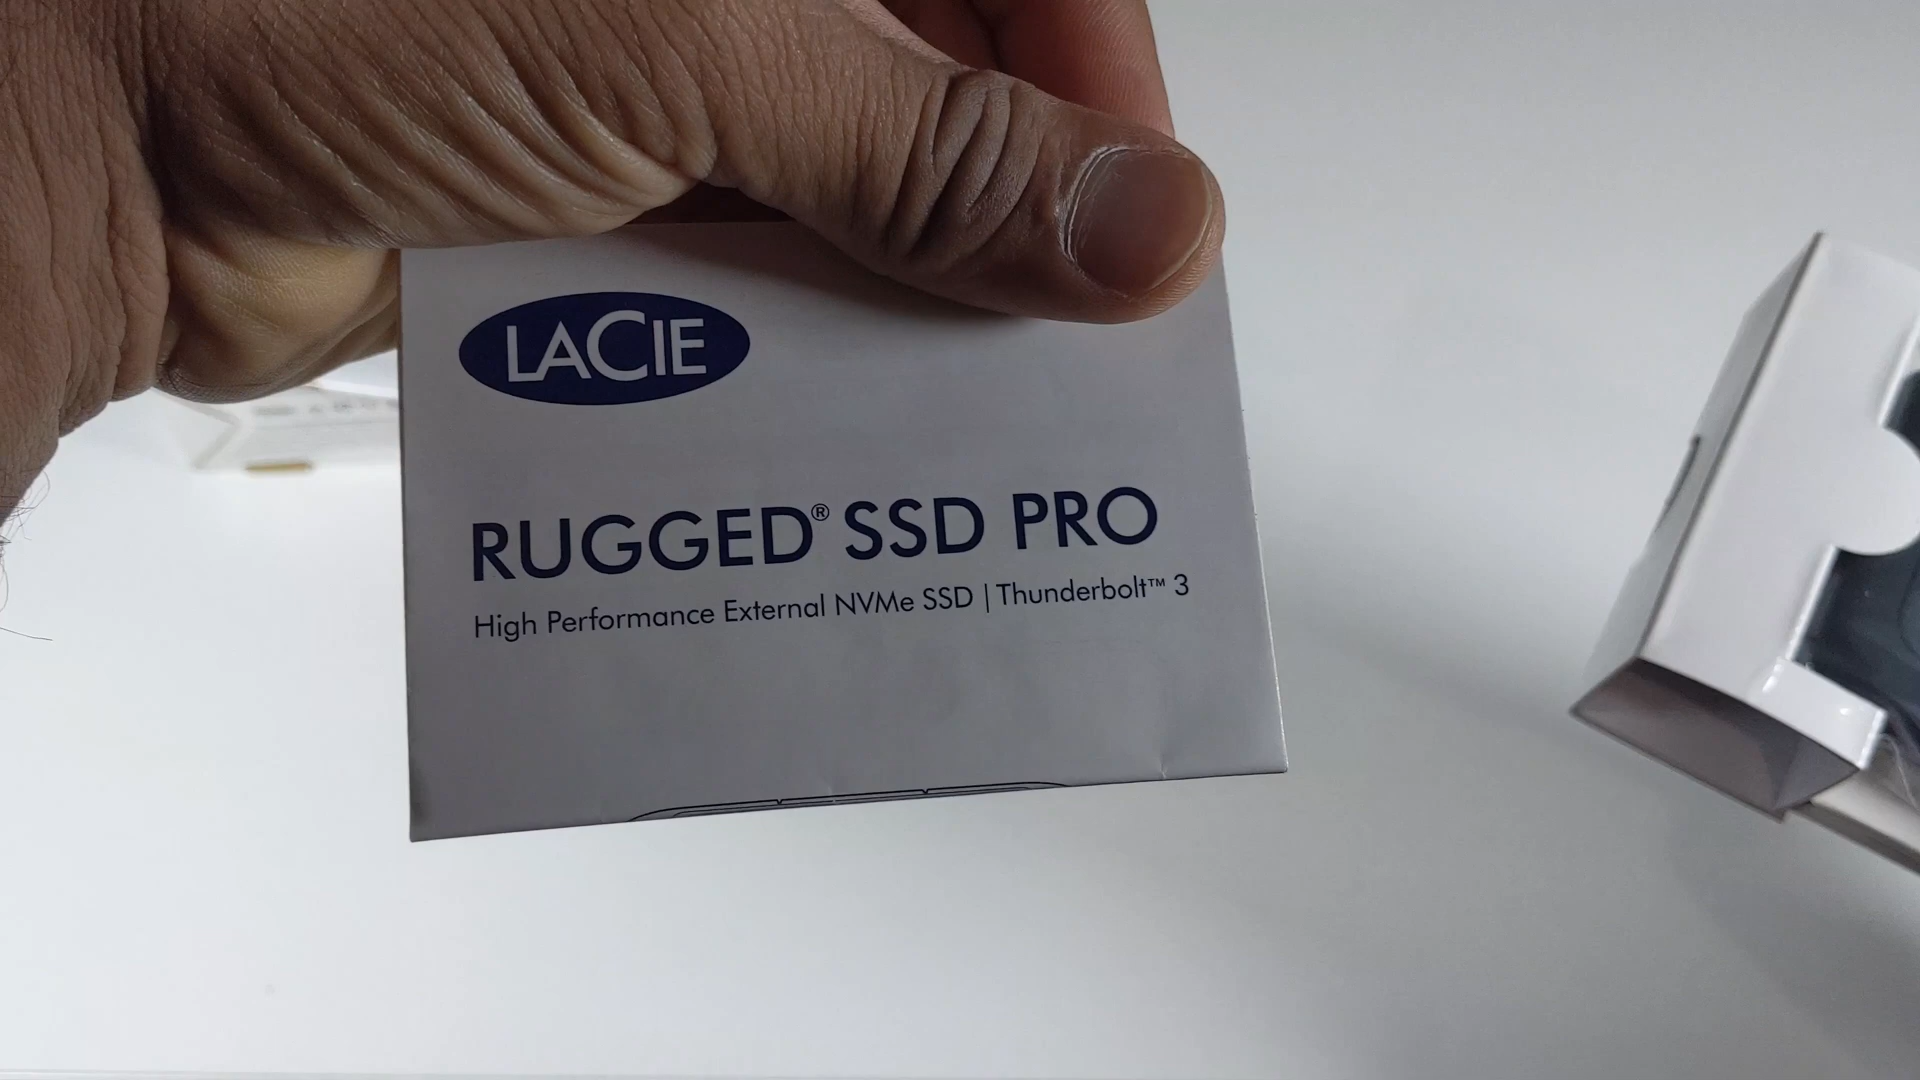 LACIE
RUGGED® SSD PRO
High Performance External NVMe SSD | Thunderbolt™ 3